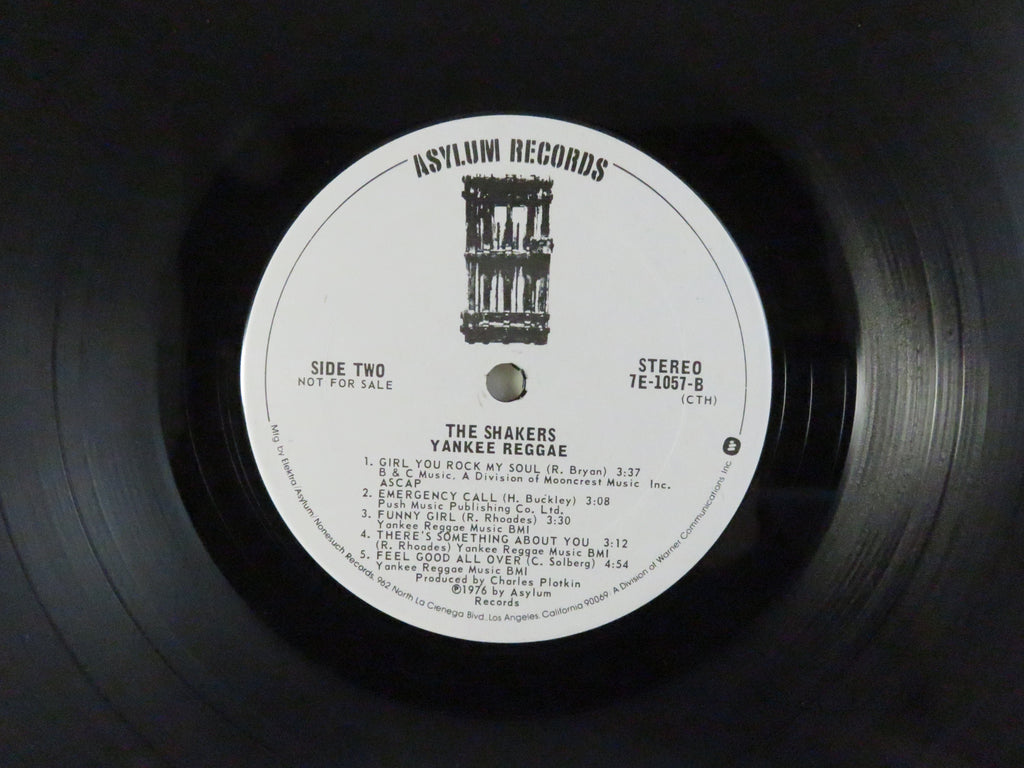 ASYLUM RECORDS
SIDE TWO
NOT FOR SALE
STEREO
7E-1057-B
(CTH)
THE SHAKERS
YANKEE REGGAE
1. GIRL YOU ROCK MY SOUL (R. Bryan) 3:37
B & C Music. A Division of Mooncrest Music Inc.
ASCAP
2. EMERGENCY CALL (H. Buckley) 3:08
Push Music Publishing Co. Ltd.
3. FUNNY GIRL (R. Rhoades) 3:30
Yankee Reggae Music BMI
4. THERE'S SOMETHING ABOUT YOU 3:12
(R. Rhoades) Yankee Reggae Music BMI
5. FEEL GOOD ALL OVER (C. Solberg) 4:54
Yankee Reggae Music BMI
Produced by Charles Plotkin
℗1976 by Asylum
Records
Mfg by Elektra/Asylum/Nonesuch Records. 962 North La Cienega Blvd. Los Angeles. California 90069. A Division of Warner Communications Inc